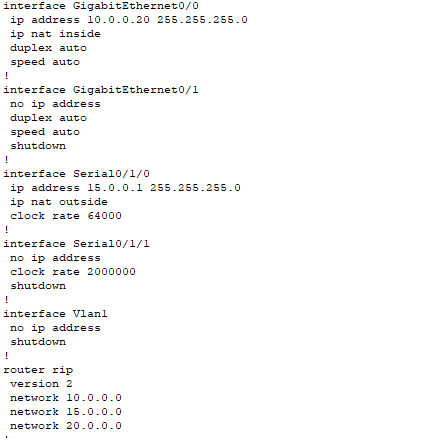 interface GigabitEthernet0/0
 ip address 10.0.0.20 255.255.255.0
 ip nat inside
 duplex auto
 speed auto
!
interface GigabitEthernet0/1
 no ip address
 duplex auto
 speed auto
 shutdown
!
interface Serial0/1/0
 ip address 15.0.0.1 255.255.255.0
 ip nat outside
 clock rate 64000
!
interface Serial0/1/1
 no ip address
 clock rate 2000000
 shutdown
!
interface Vlan1
 no ip address
 shutdown
!
router rip
 version 2
 network 10.0.0.0
 network 15.0.0.0
 network 20.0.0.0